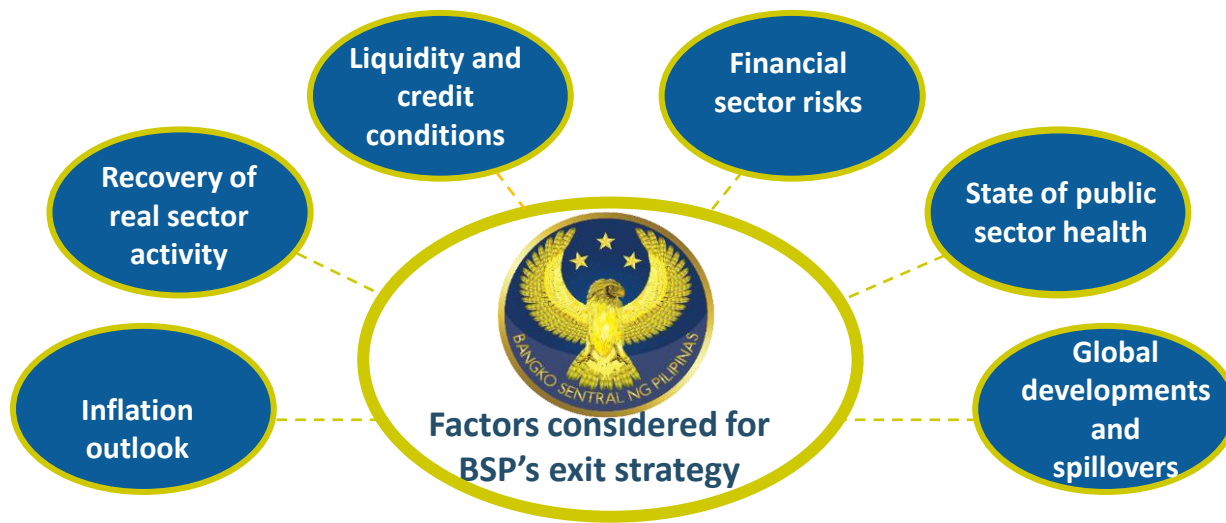 Liquidity and
credit
conditions
Financial
sector risks
Recovery of
real sector
activity
State of public
sector health
Inflation
outlook
Global
developments
and
spillovers
BANGKO SENTRAL NG PILIPINAS
Factors considered for
BSP’s exit strategy